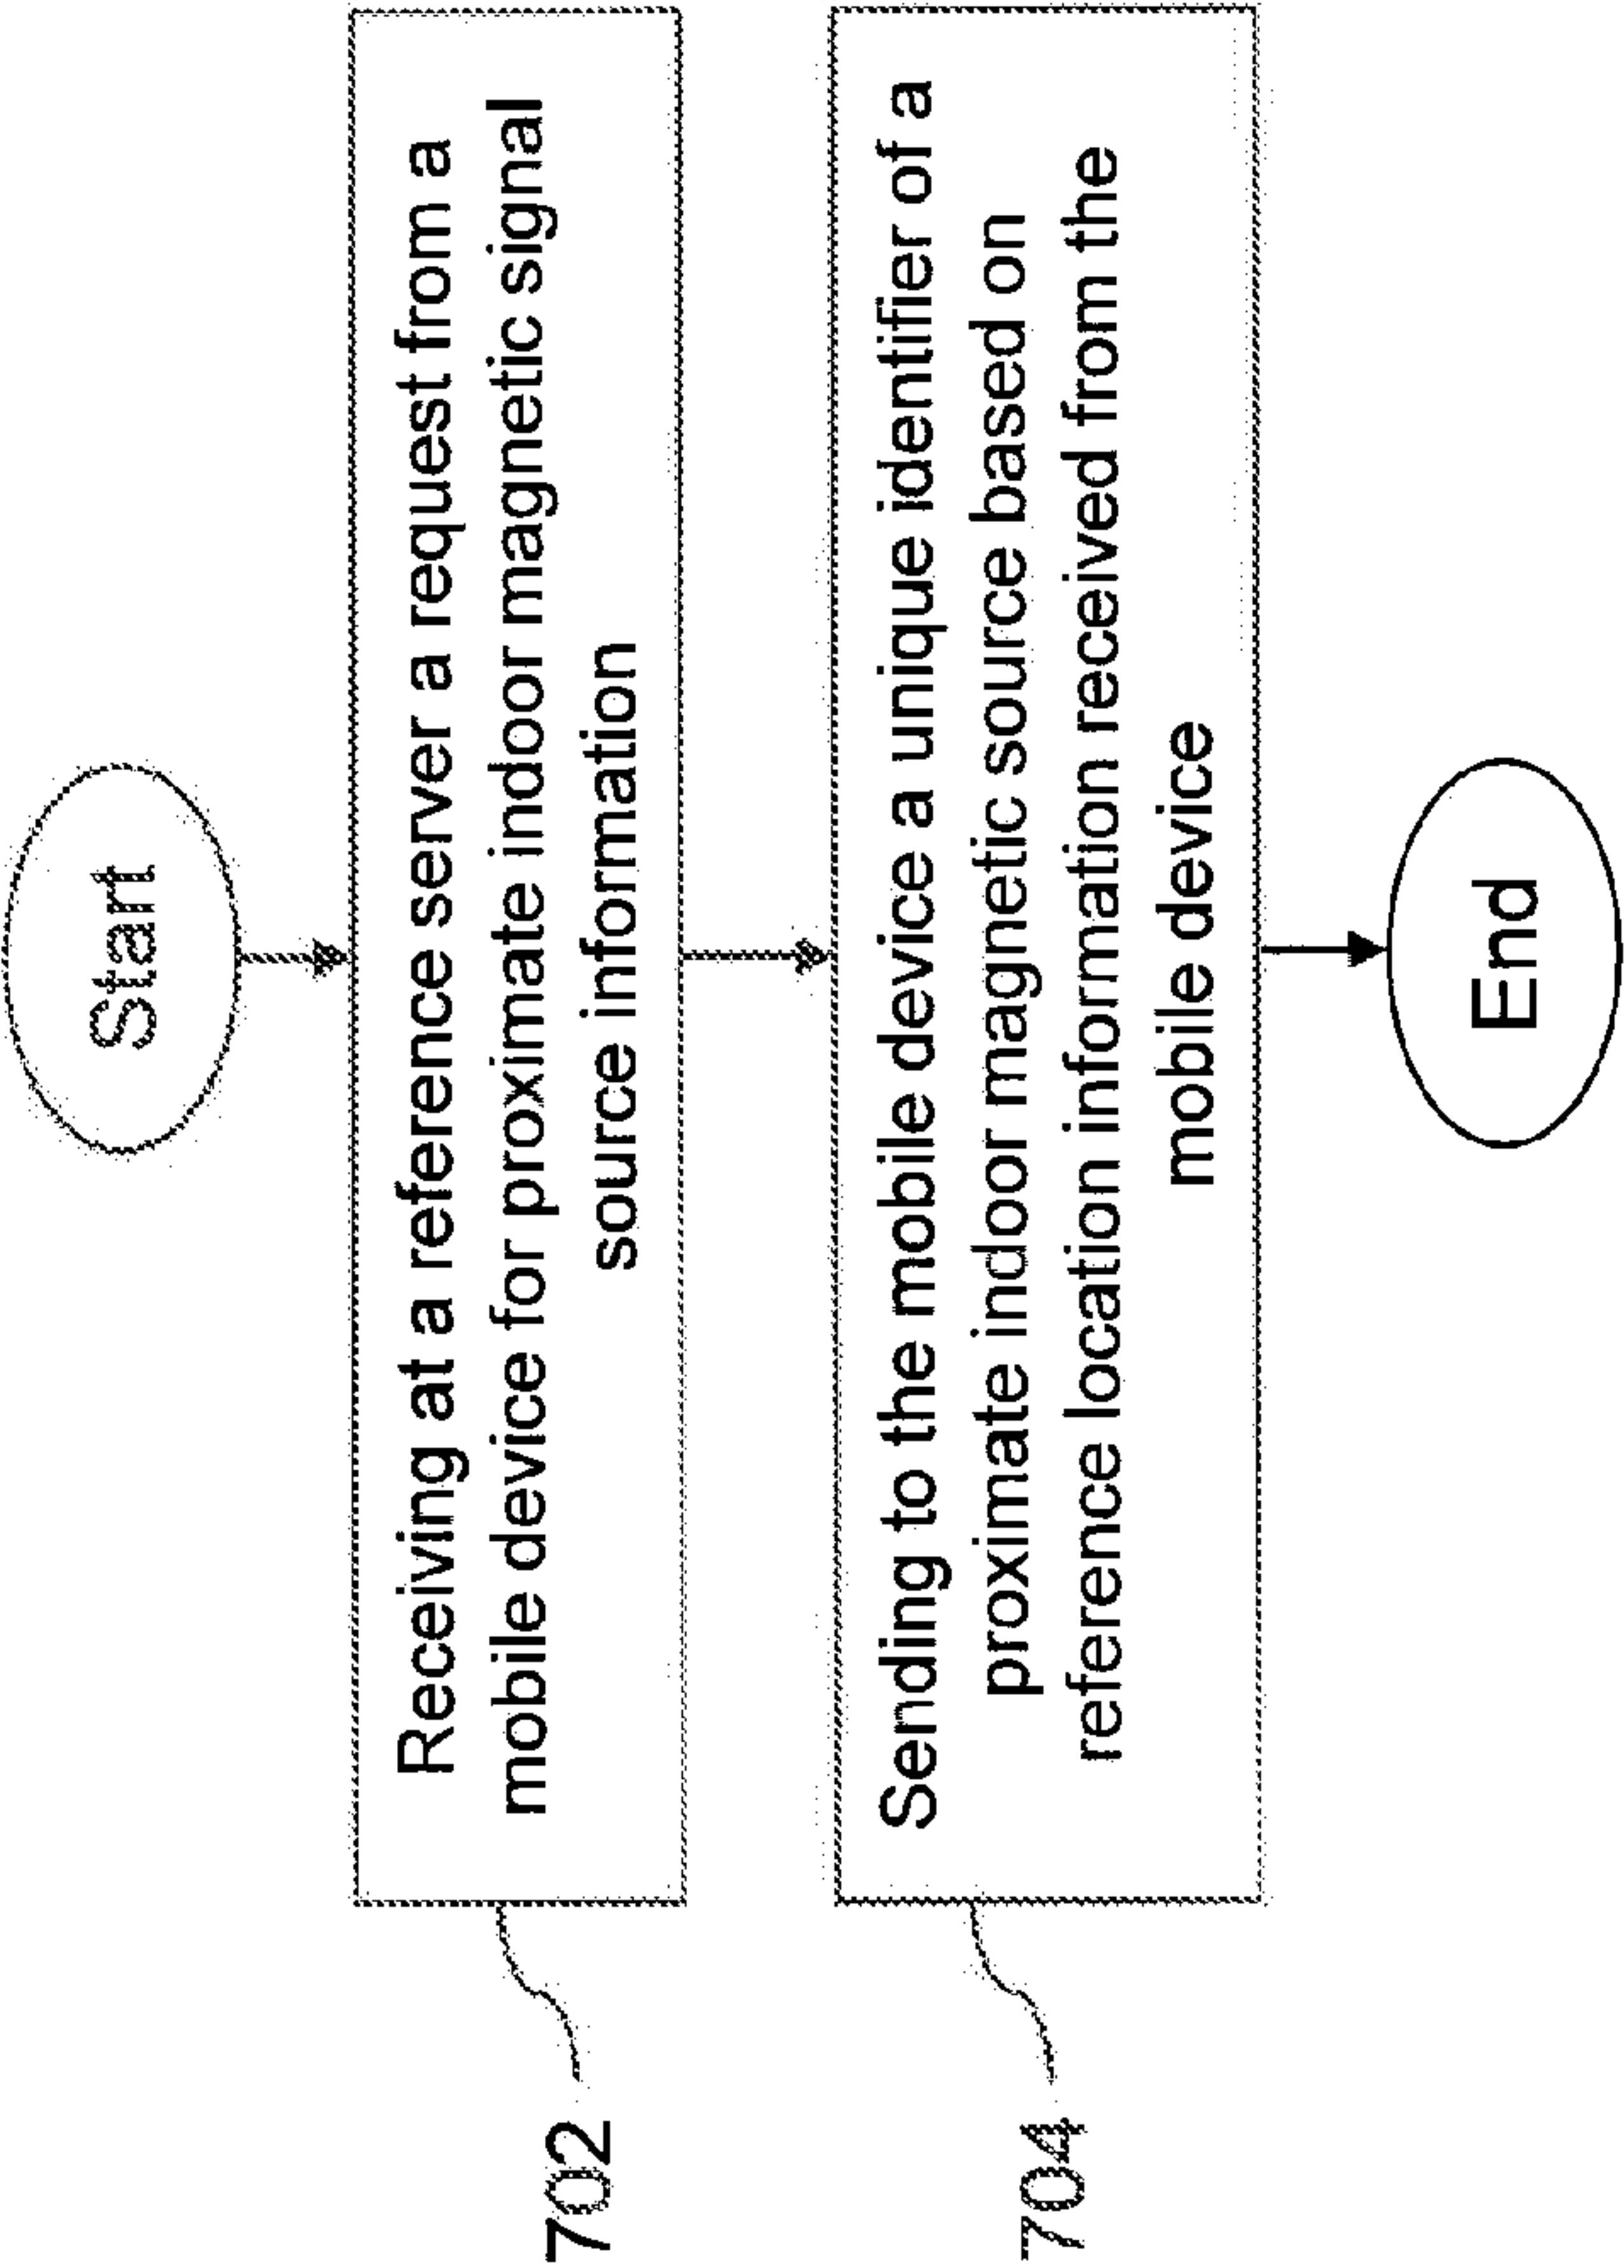 Start
702
Receiving at a reference server a request from a
mobile device for proximate indoor magnetic signal
source information
704
Sending to the mobile device a unique identifier of a
proximate indoor magnetic source based on
reference location information received from the
mobile device
End